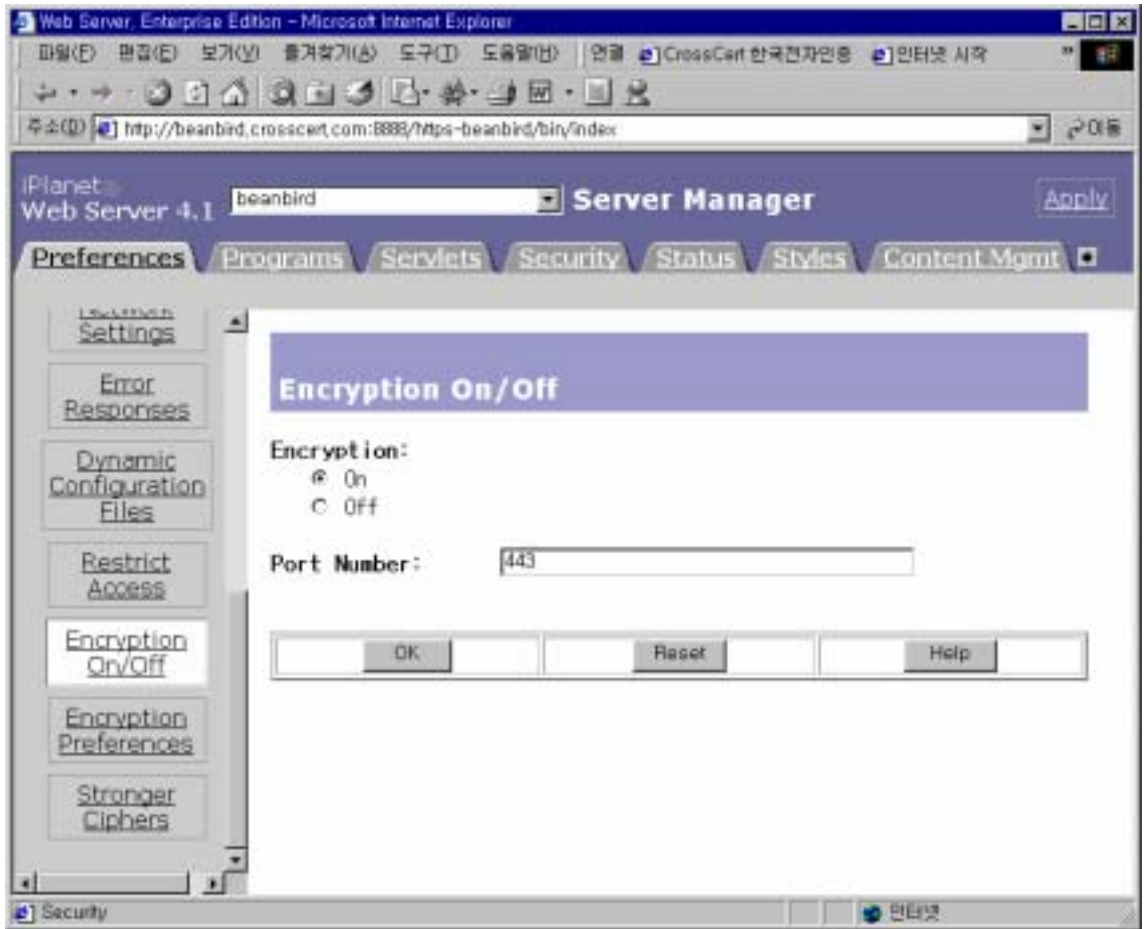 Web Server, Enterprise Edition - Microsoft Internet Explorer
파일(F) 편집(E) 보기(V) 즐겨찾기(A) 도구(T) 도움말(H) 연결 CrossCert 한국전자인증 인터넷 시작 »
주소(D) http://beanbird.crosscert.com:8888/https-beanbird/bin/index 이동
iPlanet
Web Server 4.1
beanbird
Server Manager
Apply
Preferences Programs Servlets Security Status Styles Content Mgmt
Network
Settings
Error
Responses
Dynamic
Configuration
Files
Restrict
Access
Encryption
On/Off
Encryption
Preferences
Stronger
Ciphers
Encryption On/Off
Encryption:
On
Off
Port Number: 443
OK Reset Help
Security 인터넷